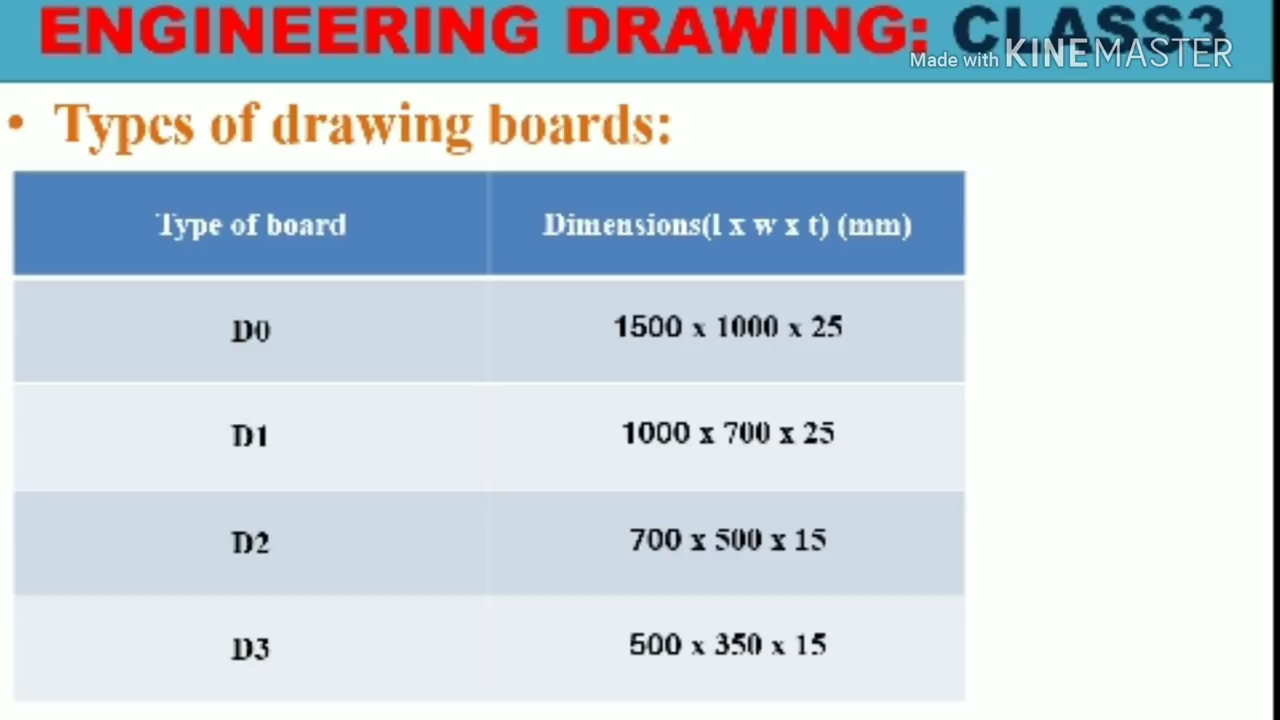 ENGINEERING DRAWING: CLASS3
Made with KINEMASTER
• Types of drawing boards:
Type of board Dimensions(l x w x t) (mm)
D0 1500 x 1000 x 25
D1 1000 x 700 x 25
D2 700 x 500 x 15
D3 500 x 350 x 15